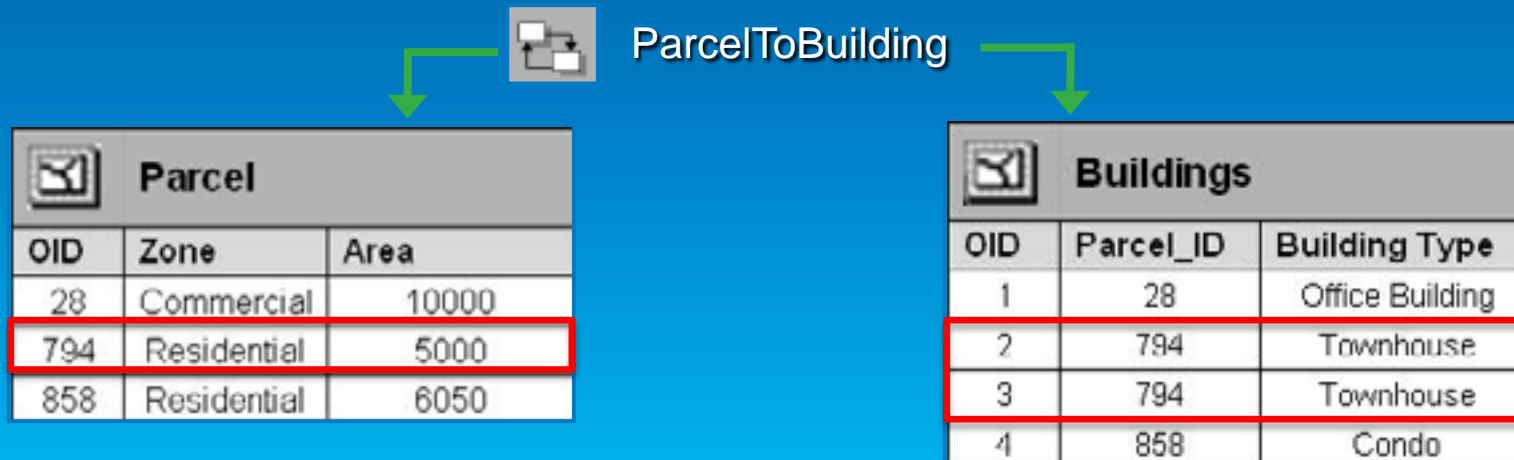 ParcelToBuilding
Parcel
OID Zone Area
28 Commercial 10000
794 Residential 5000
858 Residential 6050
Buildings
OID Parcel_ID Building Type
1 28 Office Building
2 794 Townhouse
3 794 Townhouse
4 858 Condo